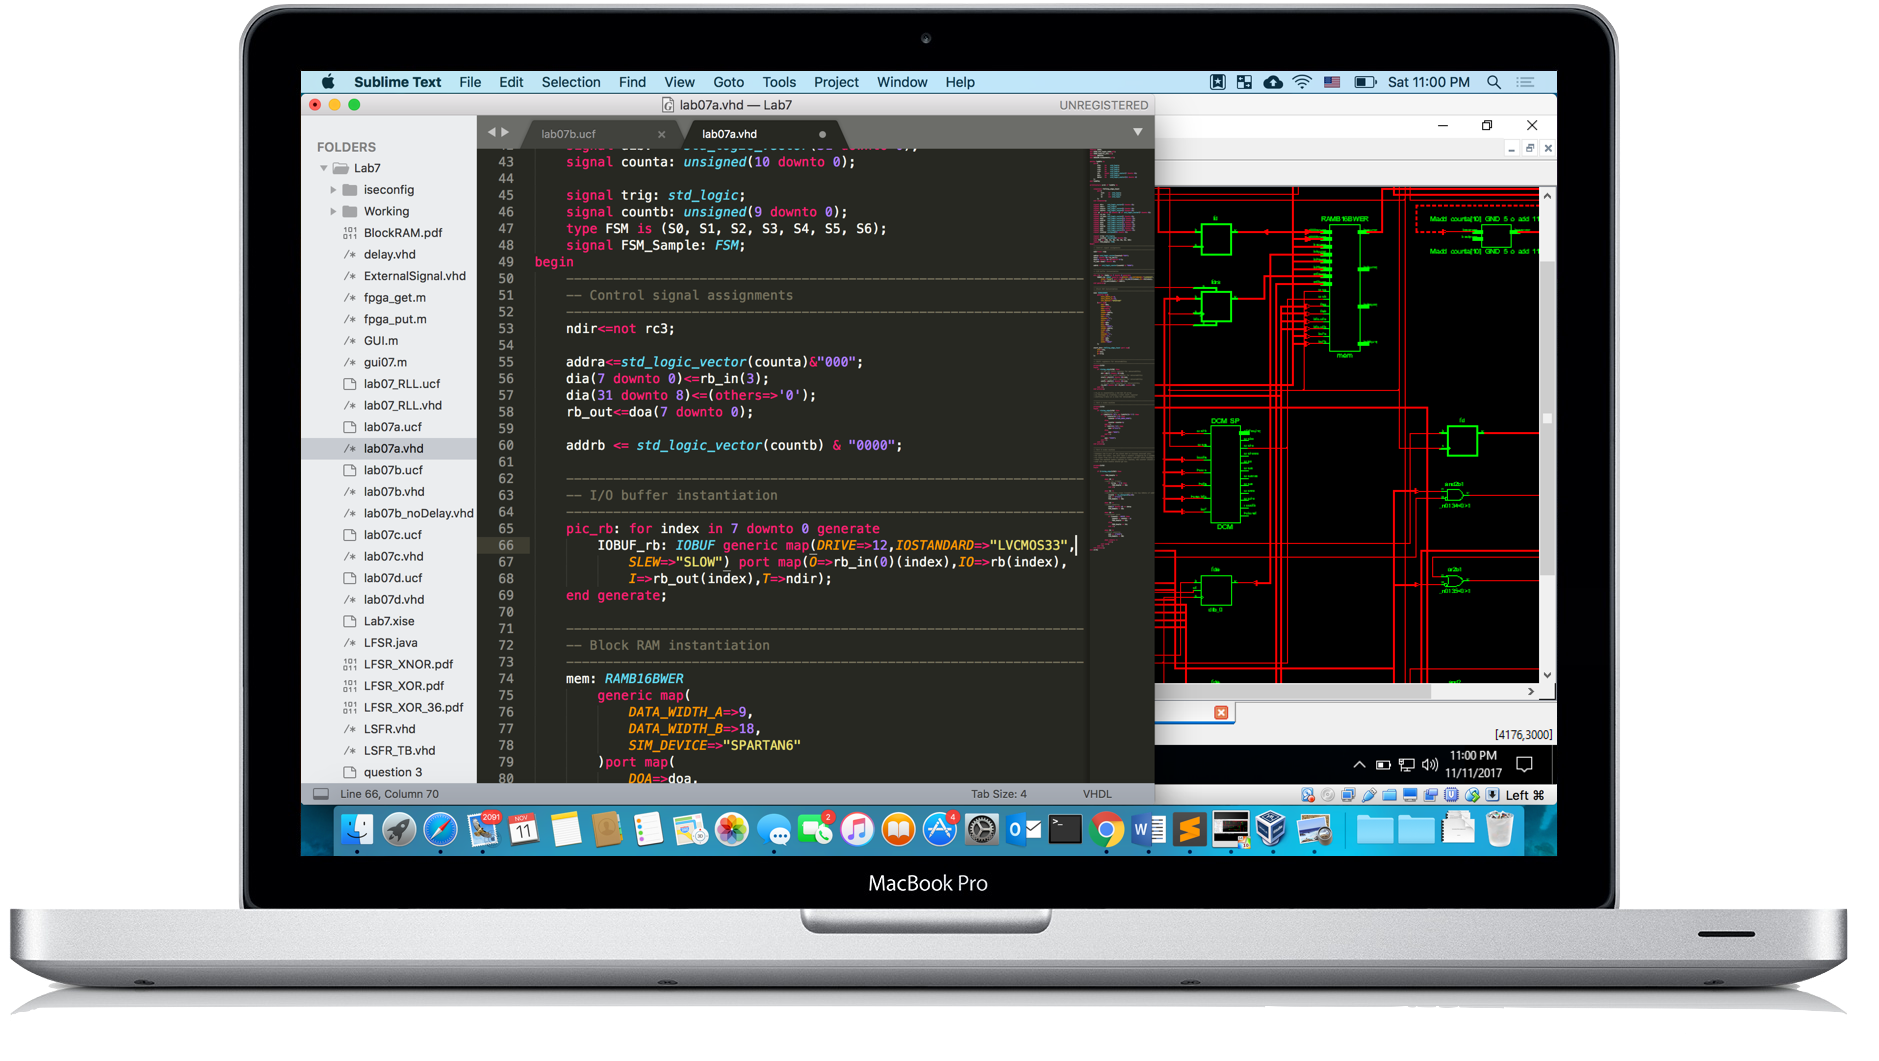 Sublime Text File Edit Selection Find View Goto Tools Project Window Help Sat 11:00 PM
lab07a.vhd — Lab7 UNREGISTERED
lab07b.ucf lab07a.vhd
FOLDERS
Lab7
iseconfig
Working
BlockRAM.pdf
delay.vhd
ExternalSignal.vhd
fpga_get.m
fpga_put.m
GUI.m
gui07.m
lab07_RLL.ucf
lab07_RLL.vhd
lab07a.ucf
lab07a.vhd
lab07b.ucf
lab07b.vhd
lab07b_noDelay.vhd
lab07c.ucf
lab07c.vhd
lab07d.ucf
lab07d.vhd
Lab7.xise
LFSR.java
LFSR_XNOR.pdf
LFSR_XOR.pdf
LFSR_XOR_36.pdf
LSFR.vhd
LSFR_TB.vhd
question 3
43 signal counta: unsigned(10 downto 0);
44
45 signal trig: std_logic;
46 signal countb: unsigned(9 downto 0);
47 type FSM is (S0, S1, S2, S3, S4, S5, S6);
48 signal FSM_Sample: FSM;
49 begin
50
51 -- Control signal assignments
52
53 ndir<=not rc3;
54
55 addra<=std_logic_vector(counta)&"000";
56 dia(7 downto 0)<=rb_in(3);
57 dia(31 downto 8)<=(others=>'0');
58 rb_out<=doa(7 downto 0);
59
60 addrb <= std_logic_vector(countb) & "0000";
61
62
63 -- I/O buffer instantiation
64
65 pic_rb: for index in 7 downto 0 generate
66 IOBUF_rb: IOBUF generic map(DRIVE=>12,IOSTANDARD=>"LVCMOS33",
67 SLEW=>"SLOW") port map(O=>rb_in(0)(index),IO=>rb(index),
68 I=>rb_out(index),T=>ndir);
69 end generate;
70
71
72 -- Block RAM instantiation
73
74 mem: RAMB16BWER
75 generic map(
76 DATA_WIDTH_A=>9,
77 DATA_WIDTH_B=>18,
78 SIM_DEVICE=>"SPARTAN6"
79 )port map(
80 DOA=>doa,
Line 66, Column 70 Tab Size: 4 VHDL
RAMB16BWER
mem
DCM_SP
DCM
[4176,3000]
11:00 PM
11/11/2017
Left ⌘
2091
NOV
11
2
4
MacBook Pro